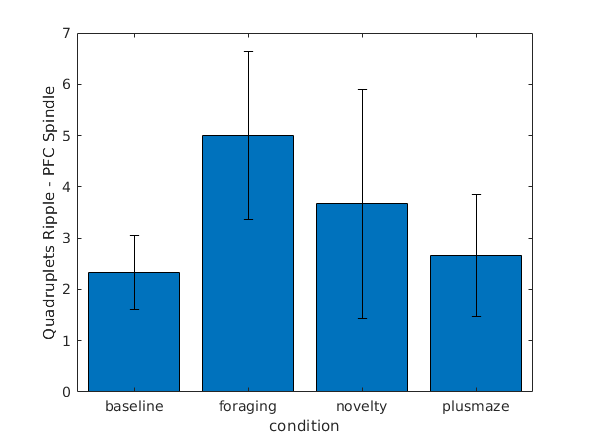 7
6
5
4
3
2
1
0
Quadruplets Ripple - PFC Spindle
baseline foraging novelty plusmaze
condition